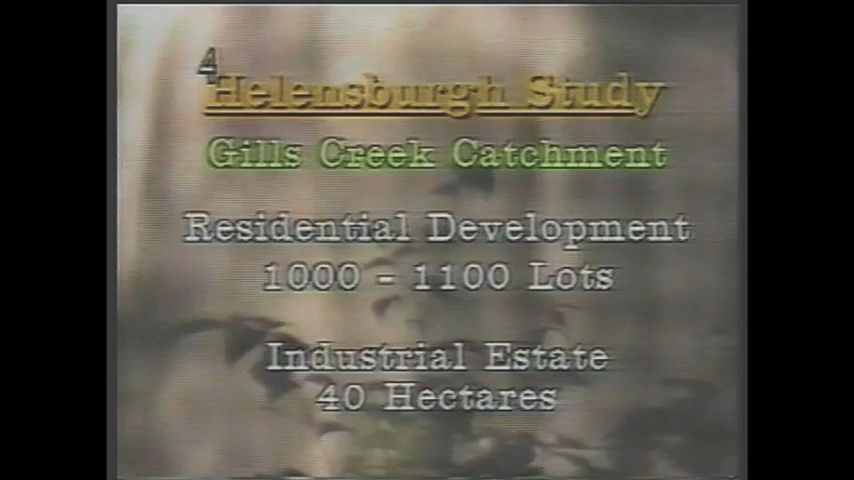 4
Helensburgh Study
Gills Creek Catchment
Residential Development
1000 - 1100 Lots
Industrial Estate
40 Hectares